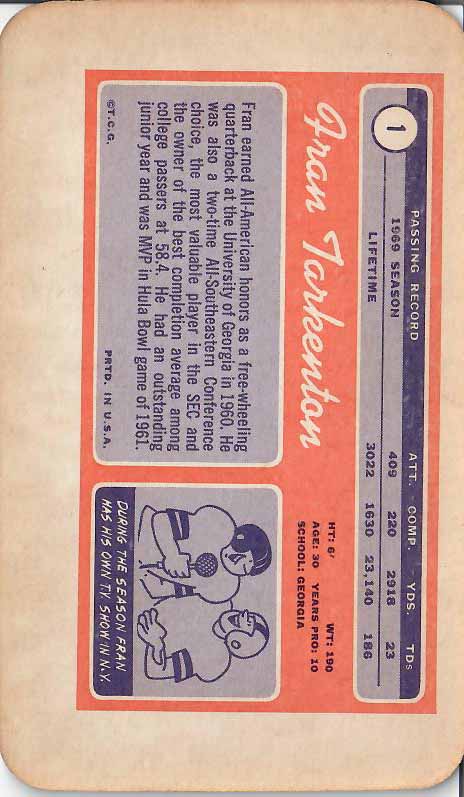 1
PASSING RECORD ATT. COMP. YDS. TDs
1969 SEASON 409 220 2918 23
LIFETIME 3022 1630 23,140 186
Fran Tarkenton
HT: 6' WT: 190
AGE: 30 YEARS PRO: 10
SCHOOL: GEORGIA
Fran earned All-American honors as a free-wheeling
quarterback at the University of Georgia in 1960. He
was also a two-time All-Southeastern Conference
choice, the most valuable player in the SEC and
the owner of the best completion average among
college passers at 58.4. He had an outstanding
junior year and was MVP in Hula Bowl game of 1961.
©T.C.G. PRTD. IN U.S.A.
DURING THE SEASON FRAN
HAS HIS OWN T.V. SHOW IN N.Y.